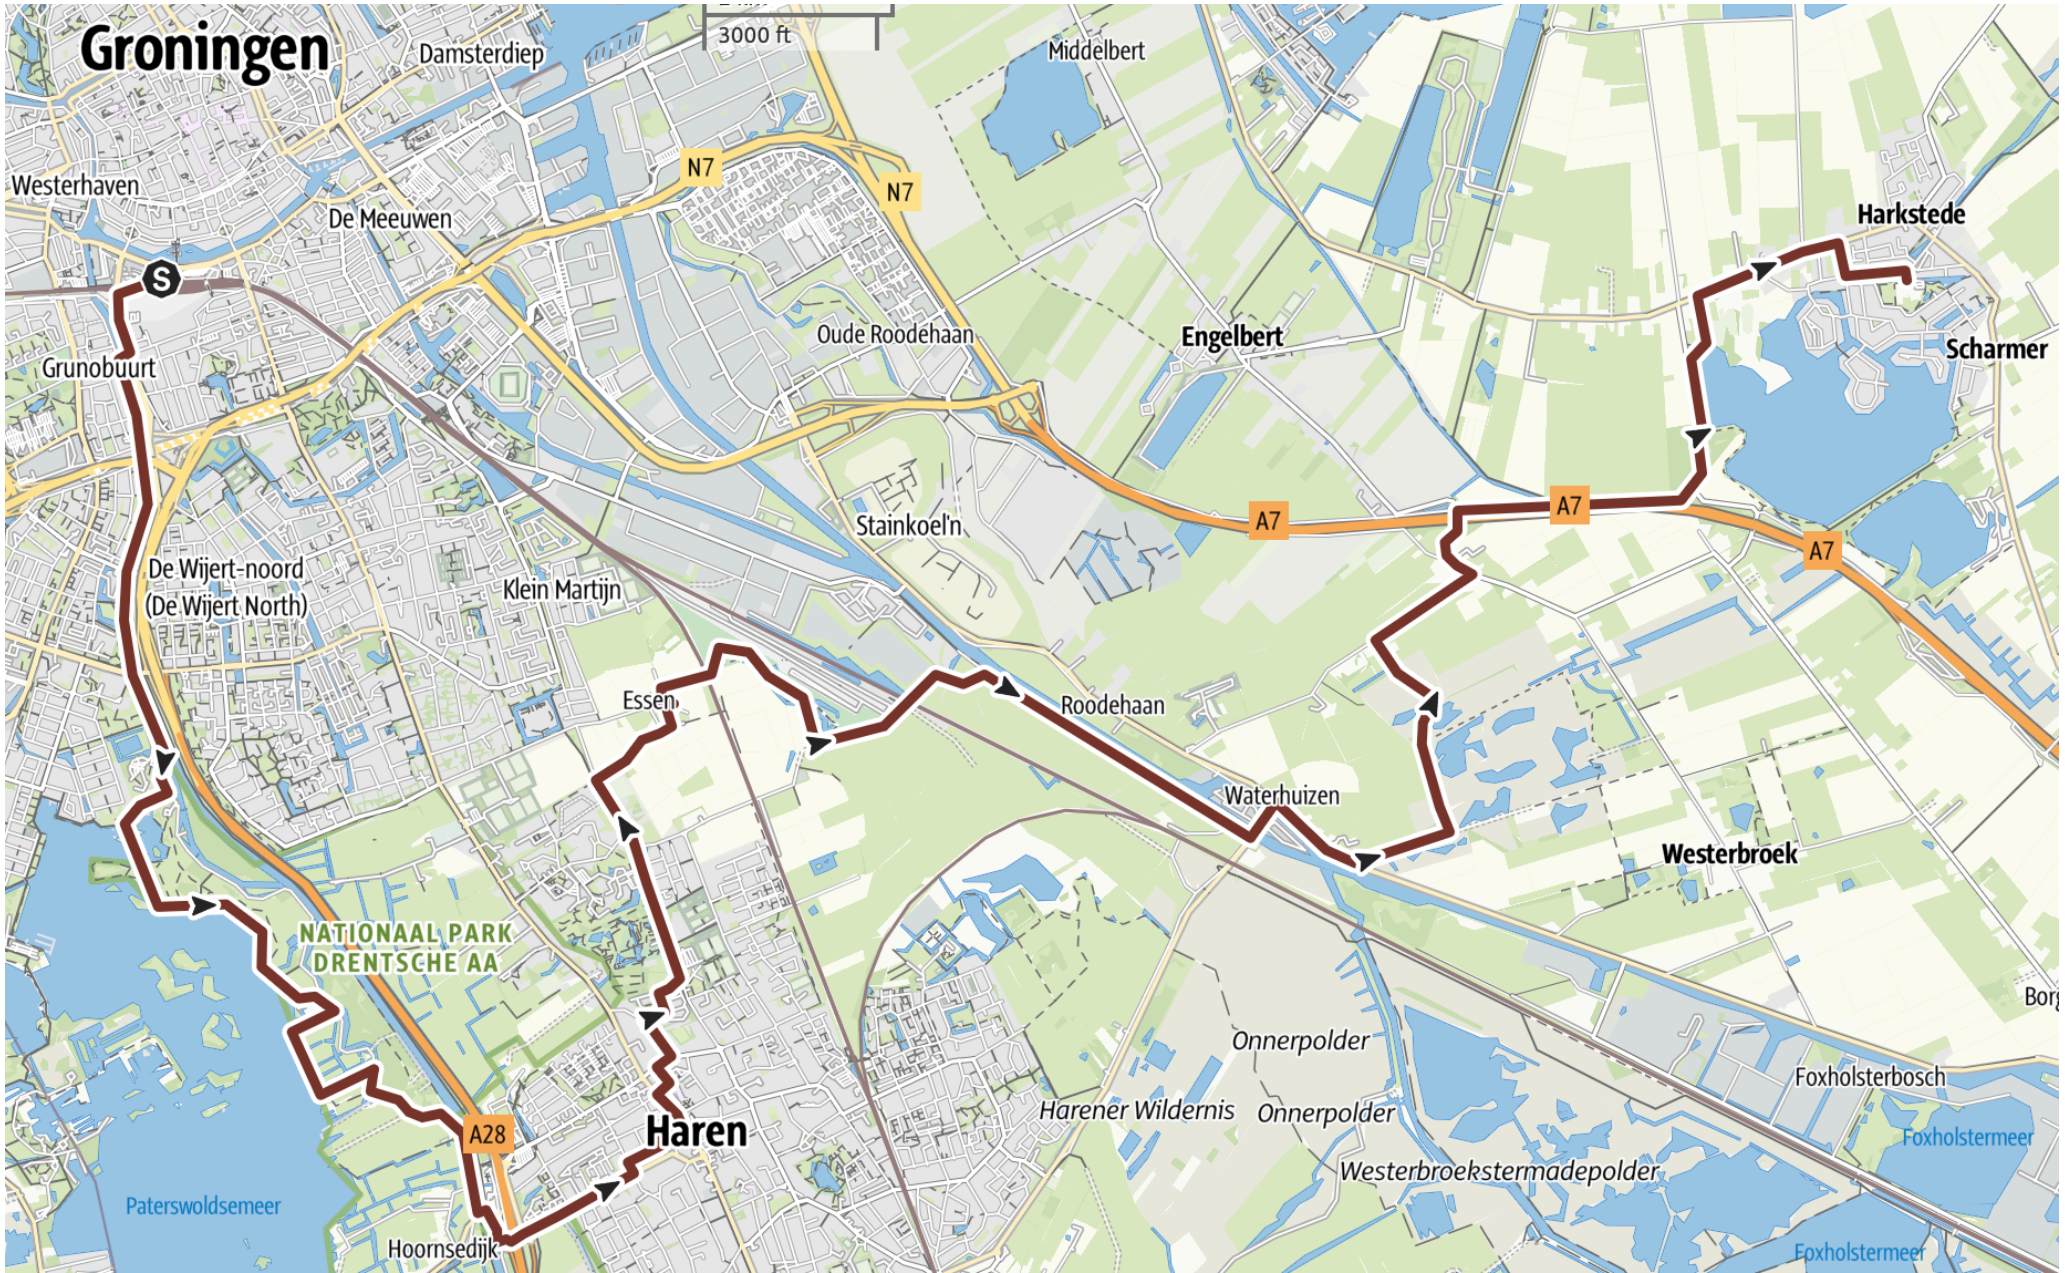 Groningen
Damsterdiep
3000 ft
Middelbert
N7
N7
Westerhaven
De Meeuwen
Harkstede
S
Oude Roodehaan
Engelbert
Scharmer
Grunobuurt
A7
A7
A7
Stainkoel'n
De Wijert-noord
(De Wijert North)
Klein Martijn
Essen
Roodehaan
Waterhuizen
Westerbroek
NATIONAAL PARK
DRENTSCHE AA
Onnerpolder
Foxholsterbosch
Harener Wildernis
Onnerpolder
A28
Haren
Foxholstermeer
Westerbroekstermadepolder
Paterswoldsemeer
Hoornsedijk
Foxholstermeer